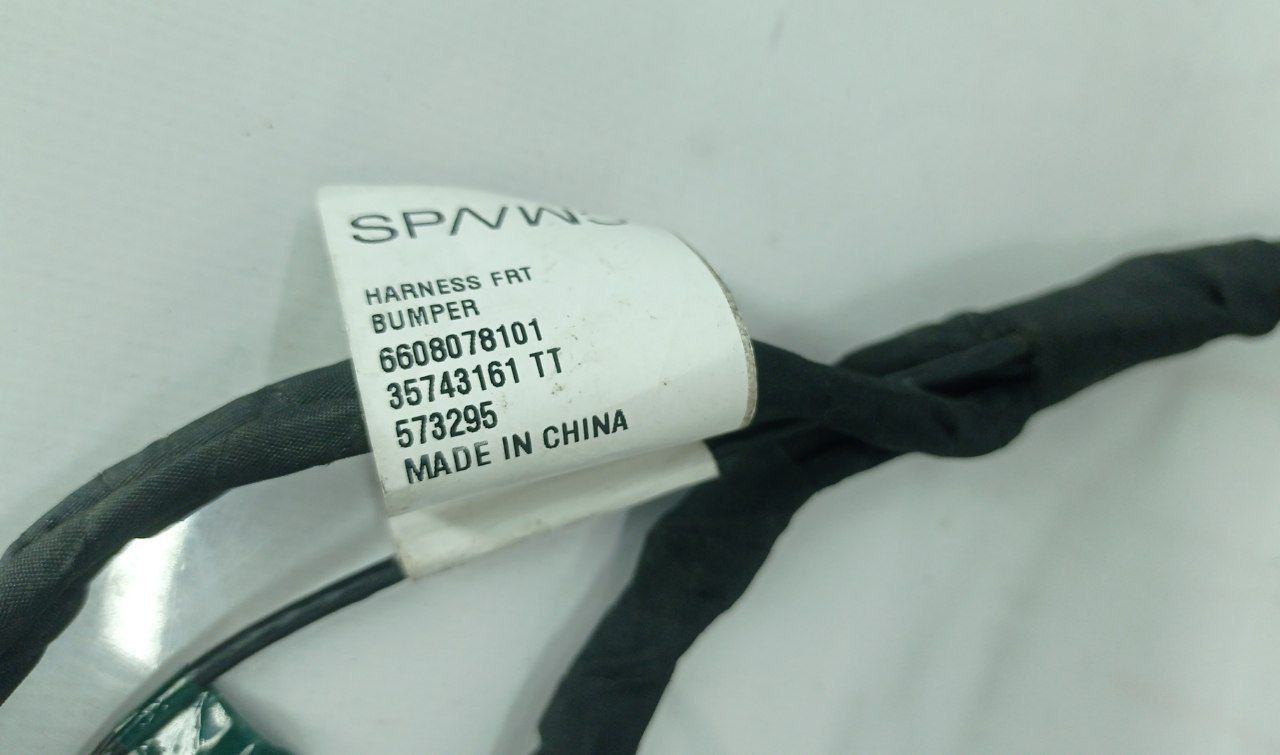 HARNESS FRT
BUMPER
6608078101
35743161 TT
573295
MADE IN CHINA